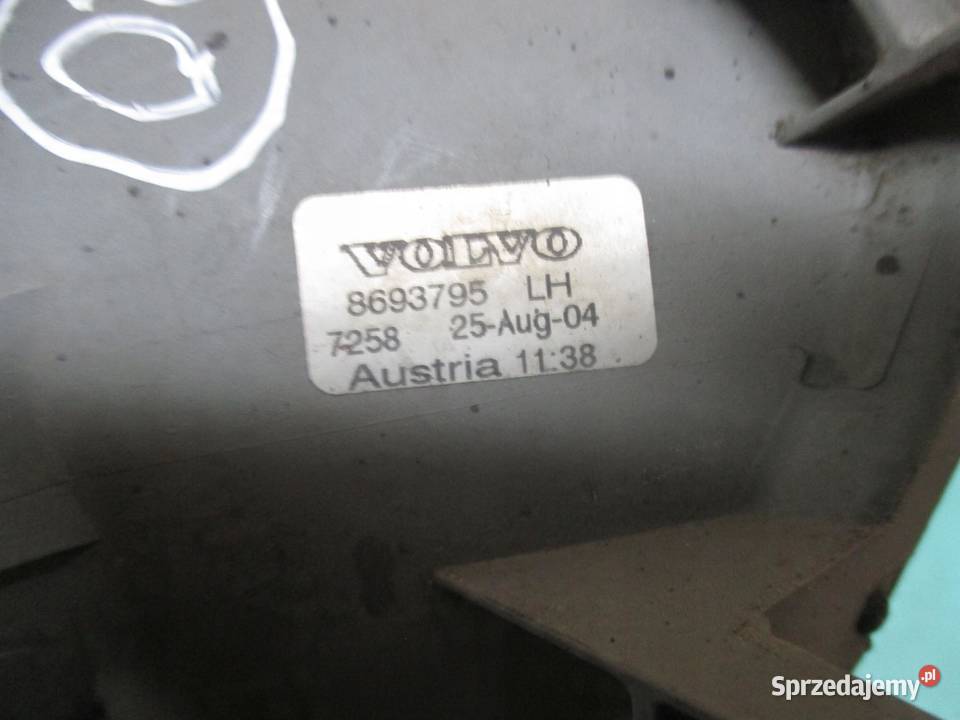 VOLVO
8693795 LH
7258 25-Aug-04
Austria 11:38
Sprzedajemy.pl